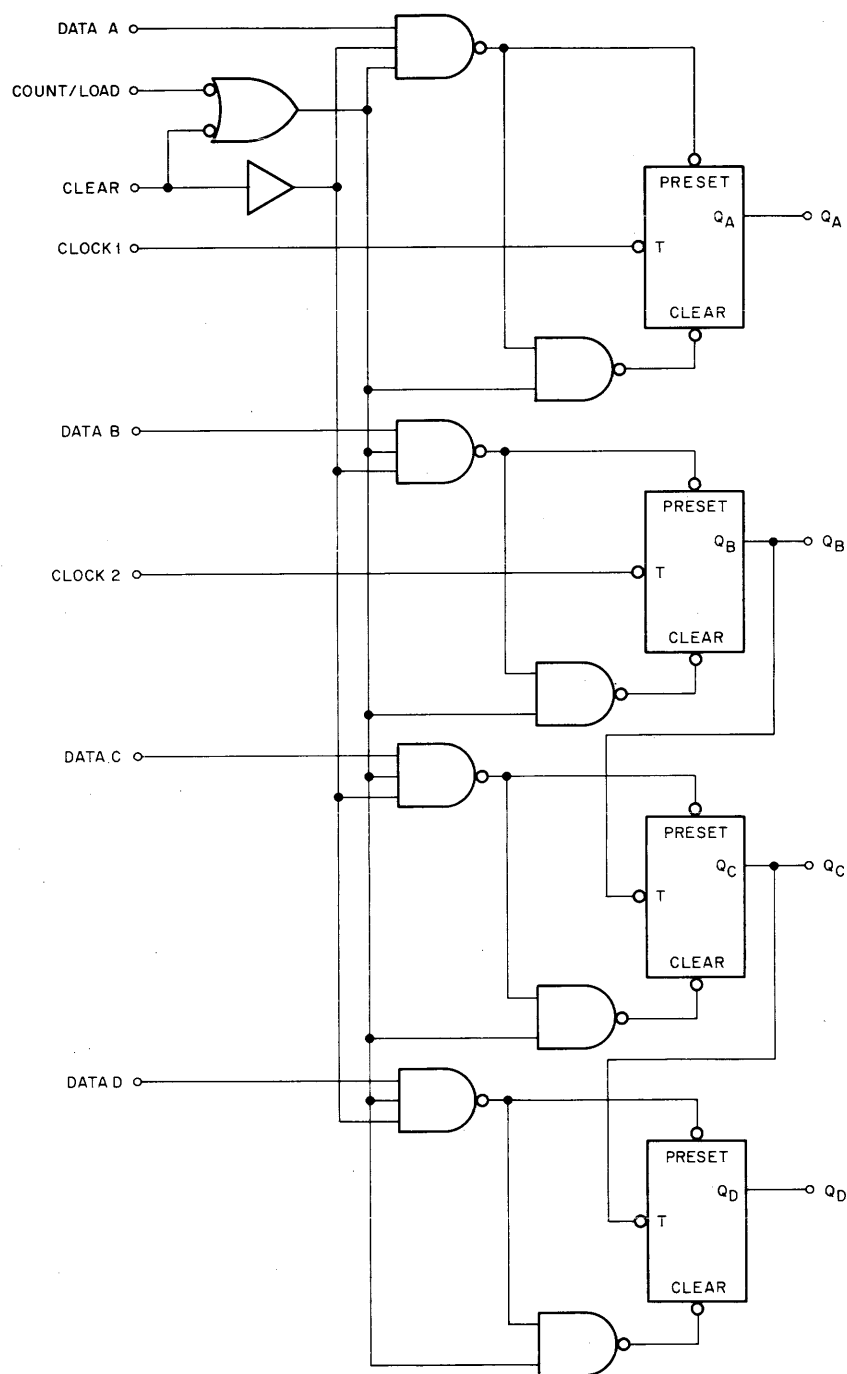 DATA A
COUNT/LOAD
CLEAR
CLOCK 1
PRESET
QA
QA
T
CLEAR
DATA B
PRESET
QB
QB
CLOCK 2
T
CLEAR
DATA C
PRESET
QC
QC
T
CLEAR
DATA D
PRESET
QD
QD
T
CLEAR